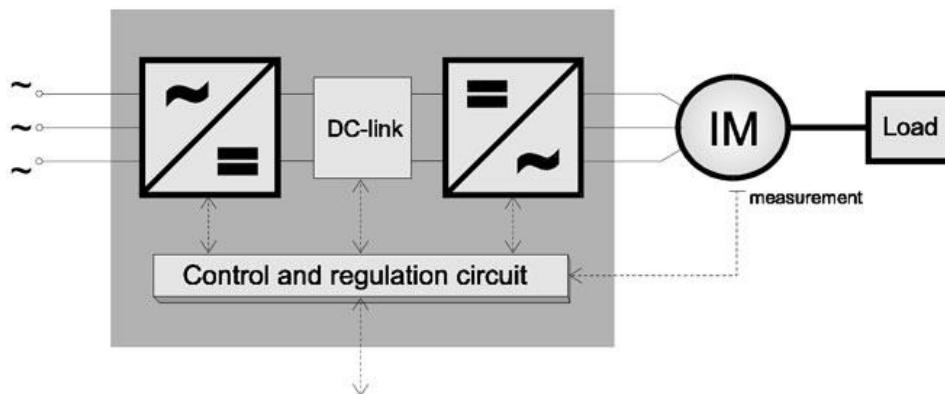 ~
~
~
~
=
DC-link
=
~
IM
Load
measurement
Control and regulation circuit